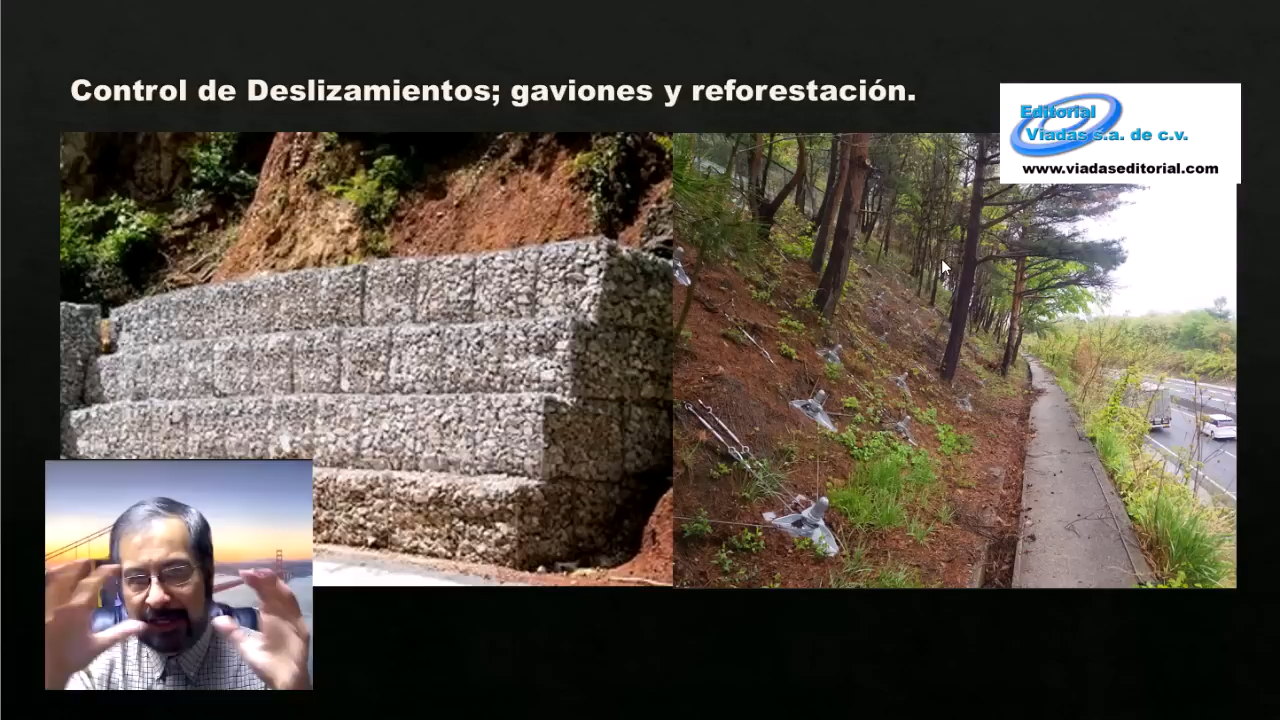 Control de Deslizamientos; gaviones y reforestación.
Editorial
Viadas s.a. de c.v.
www.viadaseditorial.com